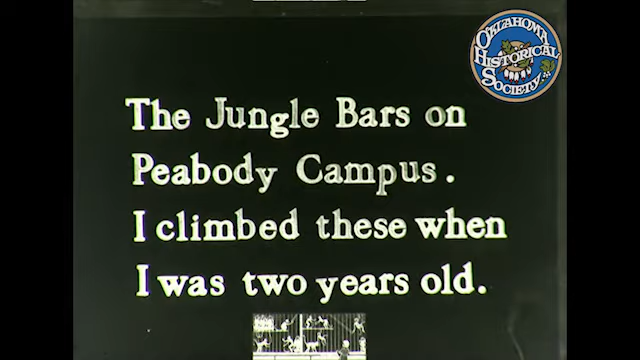 OKLAHOMA
HISTORICAL
SOCIETY
The Jungle Bars on
Peabody Campus.
I climbed these when
I was two years old.